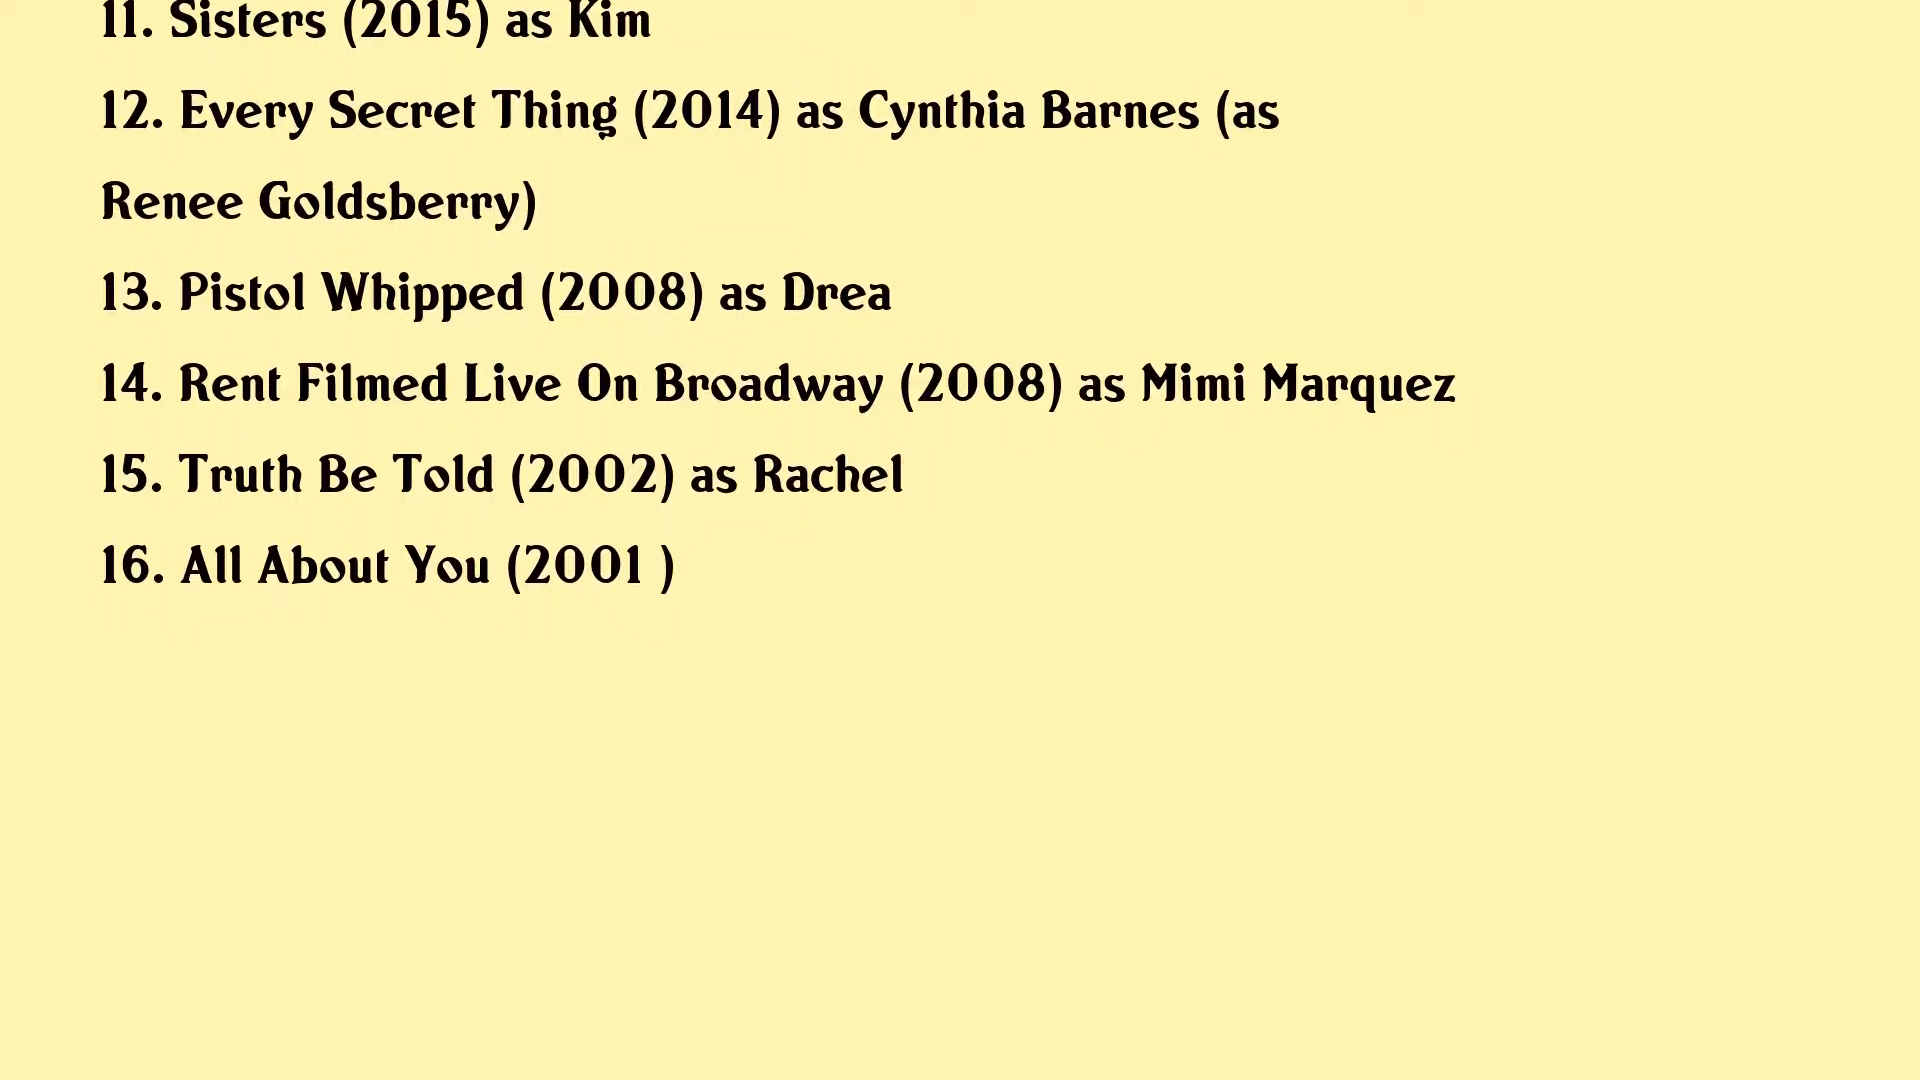 11. Sisters (2015) as Kim
12. Every Secret Thing (2014) as Cynthia Barnes (as
Renee Goldsberry)
13. Pistol Whipped (2008) as Drea
14. Rent Filmed Live On Broadway (2008) as Mimi Marquez
15. Truth Be Told (2002) as Rachel
16. All About You (2001 )